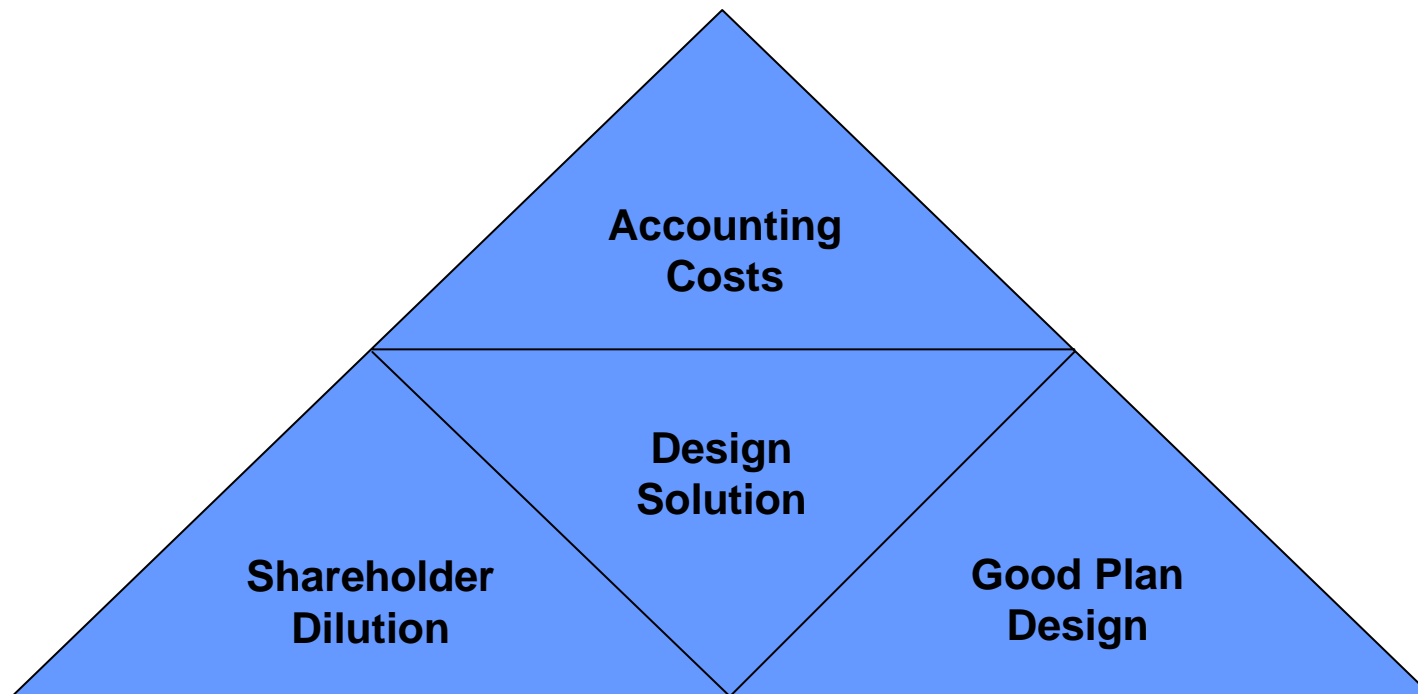 Accounting
Costs
Design
Solution
Shareholder
Dilution
Good Plan
Design